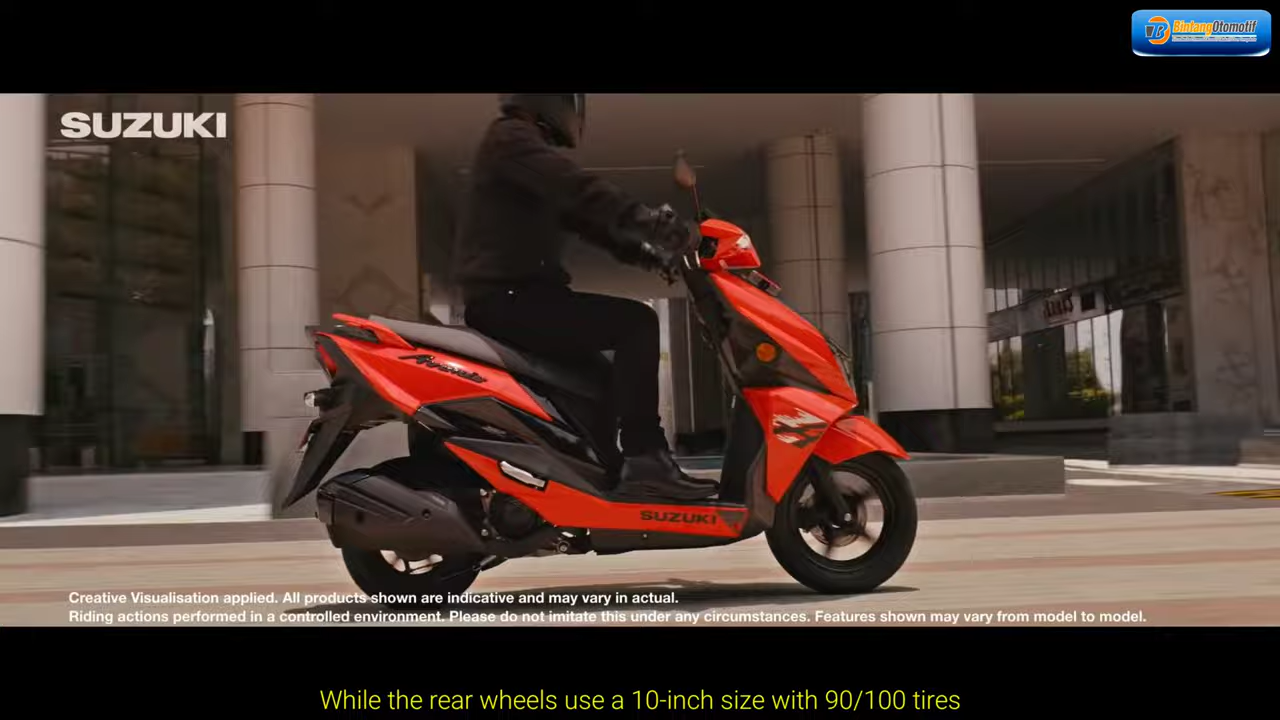 BintangOtomotif
SUZUKI
Avenis
SUZUKI
Creative Visualisation applied. All products shown are indicative and may vary in actual.
Riding actions performed in a controlled environment. Please do not imitate this under any circumstances. Features shown may vary from model to model.
While the rear wheels use a 10-inch size with 90/100 tires